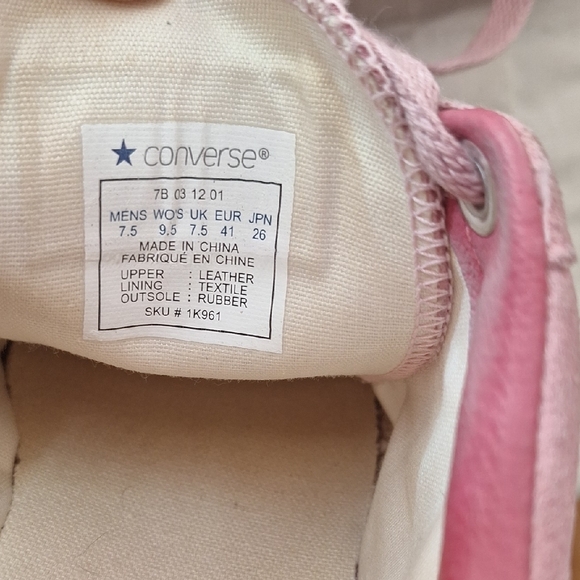 converse®
7B 03 12 01
MENS WO'S UK EUR JPN
7.5 9.5 7.5 41 26
MADE IN CHINA
FABRIQUÉ EN CHINE
UPPER : LEATHER
LINING : TEXTILE
OUTSOLE : RUBBER
SKU # 1K961